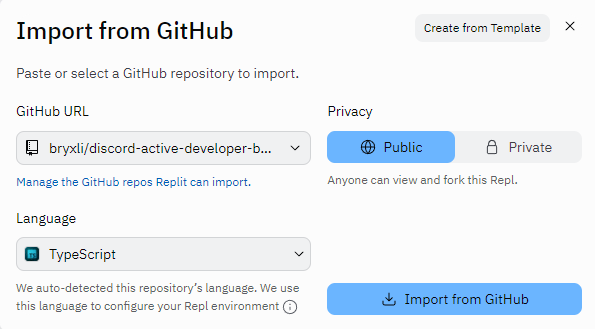 Import from GitHub
Create from Template
Paste or select a GitHub repository to import.
GitHub URL
Privacy
bryxli/discord-active-developer-b...
Public
Private
Manage the GitHub repos Replit can import.
Anyone can view and fork this Repl.
Language
TypeScript
We auto-detected this repository's language. We use
this language to configure your Repl environment
Import from GitHub